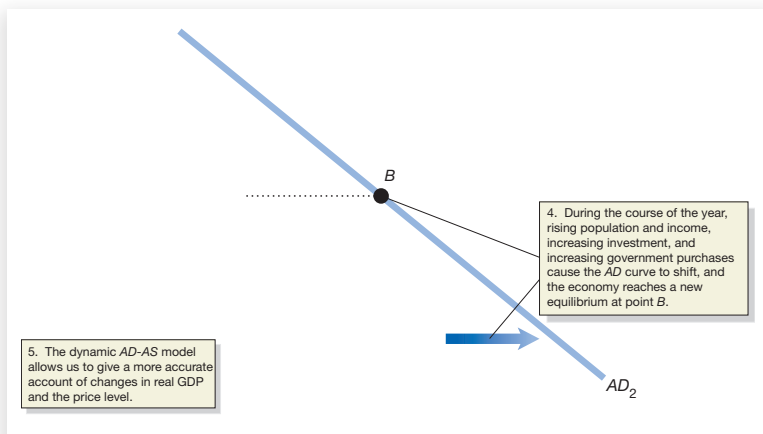 B
4. During the course of the year,
rising population and income,
increasing investment, and
increasing government purchases
cause the AD curve to shift, and
the economy reaches a new
equilibrium at point B.
5. The dynamic AD-AS model
allows us to give a more accurate
account of changes in real GDP
and the price level.
AD2